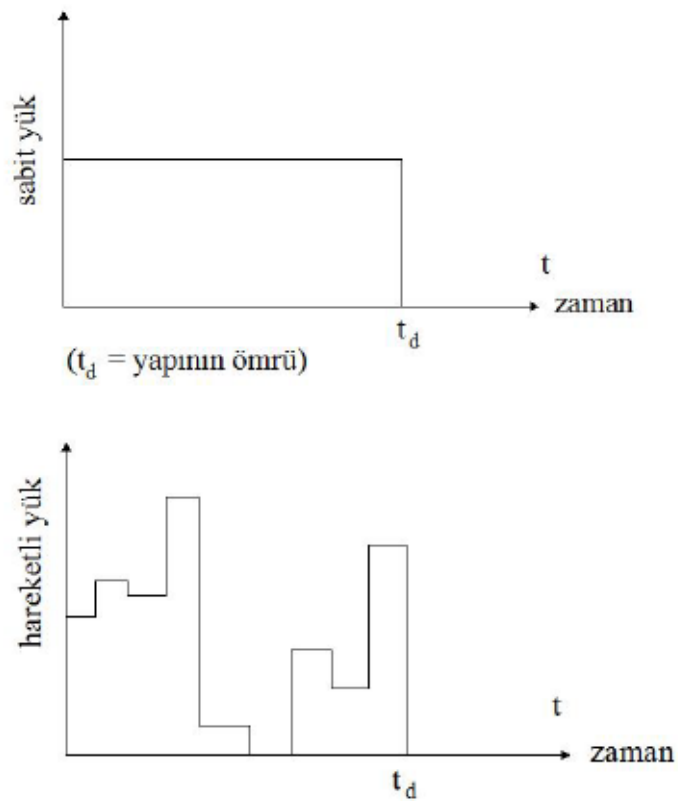 sabit yük
t
zaman
t_d
(t_d = yapının ömrü)
hareketli yük
t
zaman
t_d